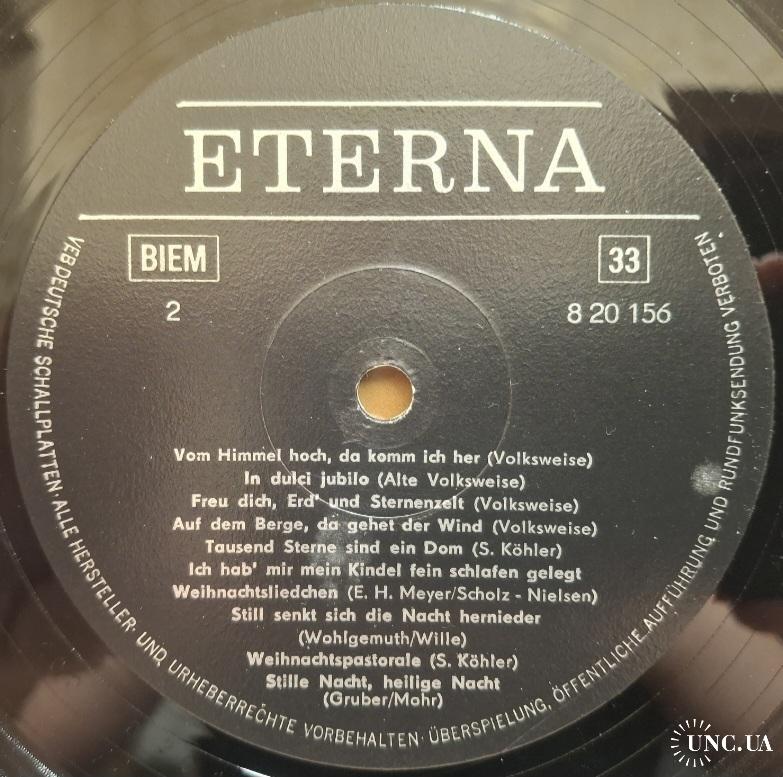 ETERNA
BIEM
33
2
8 20 156
Vom Himmel hoch, da komm ich her (Volksweise)
In dulci jubilo (Alte Volksweise)
Freu dich, Erd' und Sternenzelt (Volksweise)
Auf dem Berge, da gehet der Wind (Volksweise)
Tausend Sterne sind ein Dom (S. Köhler)
Ich hab' mir mein Kindel fein schlafen gelegt
Weihnachtsliedchen (E. H. Meyer/Scholz - Nielsen)
Still senkt sich die Nacht hernieder
(Wohlgemuth/Wille)
Weihnachtspastorale (S. Köhler)
Stille Nacht, heilige Nacht
(Gruber/Mohr)
VEB DEUTSCHE SCHALLPLATTEN · ALLE HERSTELLER- UND URHEBERRECHTE VORBEHALTEN · ÜBERSPIELUNG, ÖFFENTLICHE AUFFÜHRUNG UND RUNDFUNKSENDUNG VERBOTEN
UNC.UA